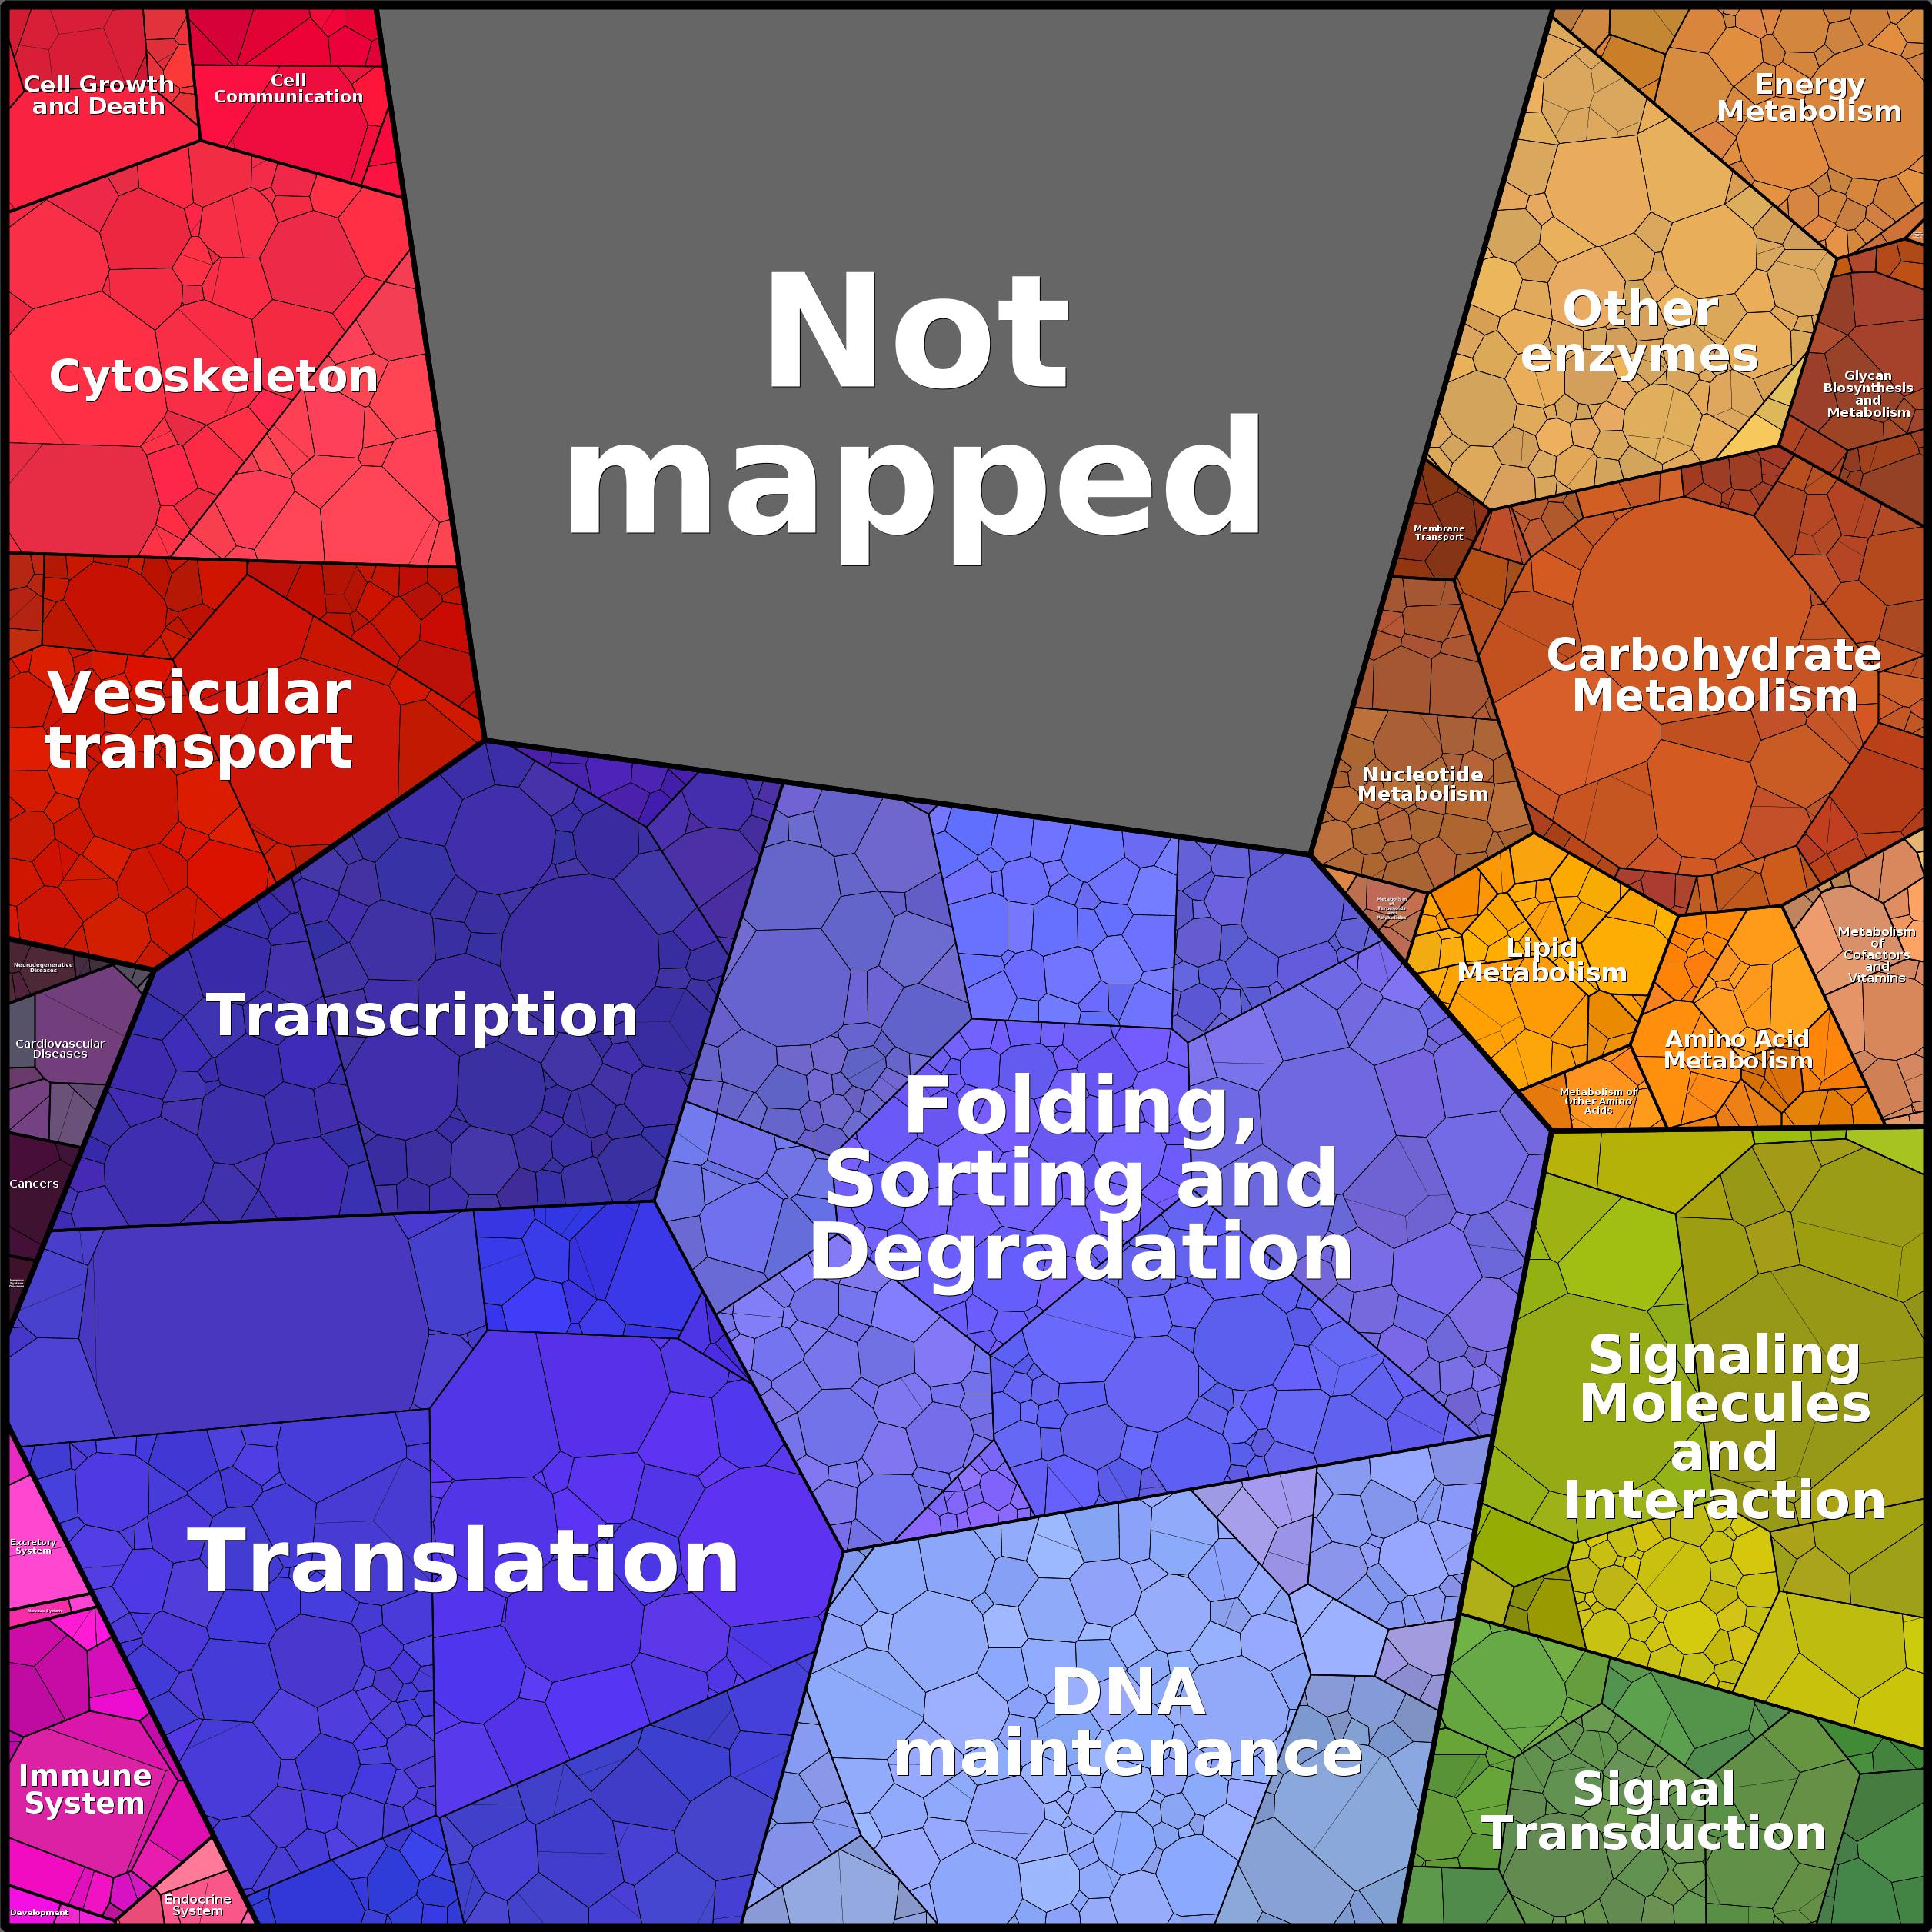 Cell Growth
and Death
Cell
Communication
Not
mapped
Energy
Metabolism
Cytoskeleton
Other
enzymes
Glycan
Biosynthesis
and
Metabolism
Membrane
Transport
Vesicular
transport
Carbohydrate
Metabolism
Nucleotide
Metabolism
Metabolism
of
Terpenoids
and
Polyketides
Neurodegenerative
Diseases
Cardiovascular
Diseases
Transcription
Lipid
Metabolism
Metabolism
of
Cofactors
and
Vitamins
Amino Acid
Metabolism
Metabolism of
Other Amino
Acids
Cancers
Folding,
Sorting and
Degradation
Signaling
Molecules
and
Interaction
Excretory
System
Translation
DNA
maintenance
Immune
System
Signal
Transduction
Endocrine
System
Development